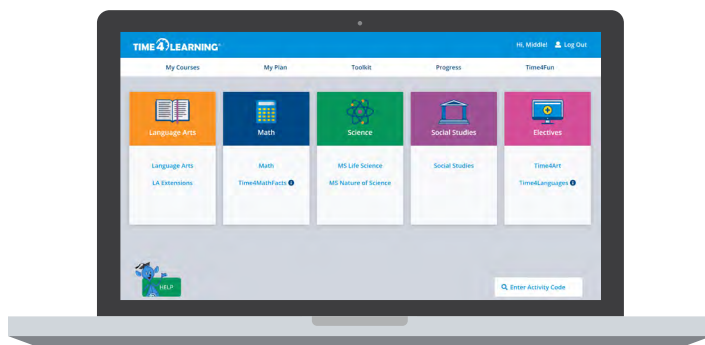 TIME4LEARNING®
Hi, Middle! Log Out
My Courses My Plan Toolkit Progress Time4Fun
Language Arts Math Science Social Studies Electives
Language Arts Math MS Life Science Social Studies Time4Art
LA Extensions Time4MathFacts MS Nature of Science Time4Languages
HELP Enter Activity Code